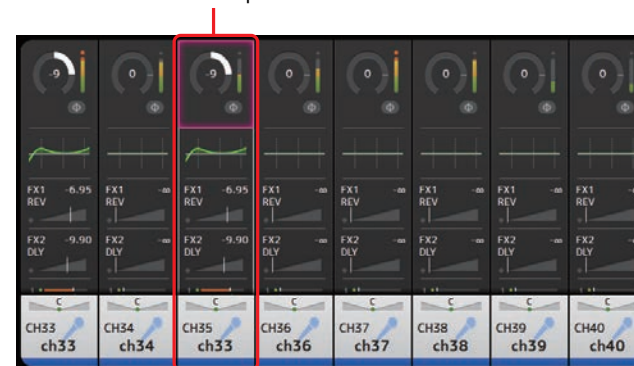 -9 0 -9 0 0 0 0 0
Φ Φ Φ Φ Φ Φ Φ Φ
FX1 -6.95 FX1 -∞ FX1 -6.95 FX1 -∞ FX1 -∞ FX1 -∞ FX1 -∞ FX1
REV REV REV REV REV REV REV REV
FX2 -9.90 FX2 -∞ FX2 -9.90 FX2 -∞ FX2 -∞ FX2 -∞ FX2 -∞ FX2
DLY DLY DLY DLY DLY DLY DLY DLY
C C C C C C C C
CH33 CH34 CH35 CH36 CH37 CH38 CH39 CH40
ch33 ch34 ch33 ch36 ch37 ch38 ch39 ch40